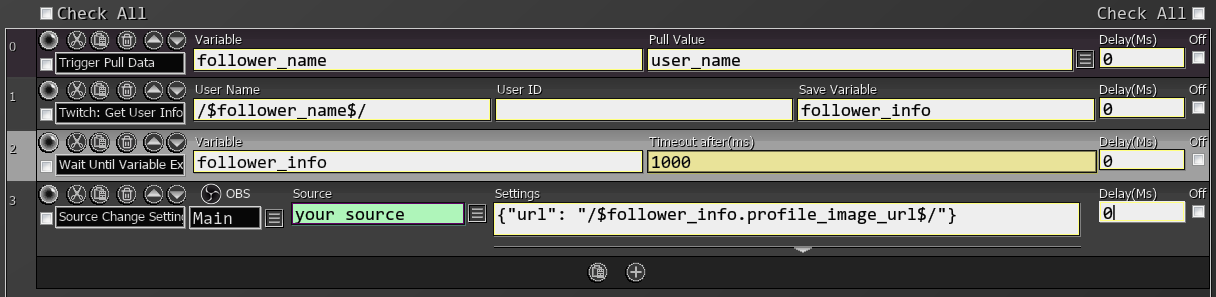 Check All Check All
0 Variable Pull Value Delay(Ms) Off
Trigger Pull Data follower_name user_name 0
1 User Name User ID Save Variable Delay(Ms) Off
Twitch: Get User Info /$follower_name$/ follower_info 0
2 Variable Timeout after(ms) Delay(Ms) Off
Wait Until Variable Ex follower_info 1000 0
3 OBS Source Settings Delay(Ms) Off
Source Change Settin Main your source {"url": "/$follower_info.profile_image_url$/"} 0